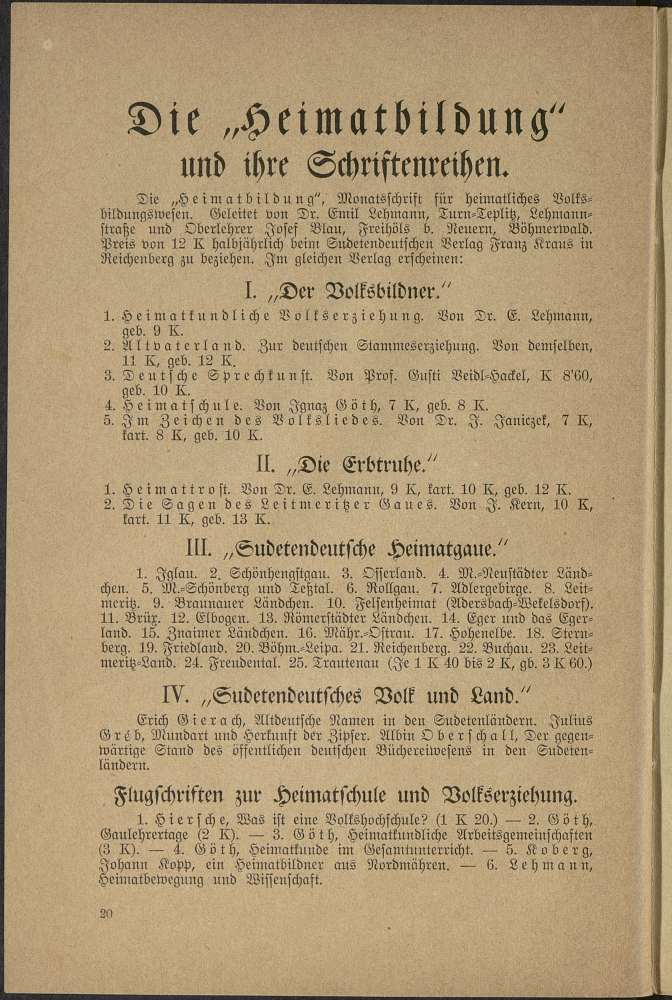 Die „Heimatbildung“
und ihre Schriftenreihen.
Die „Heimatbildung“, Monatsschrift für heimatliches Volks-
bildungswesen. Geleitet von Dr. Emil Lehmann, Turn-Teplitz, Lehmann-
straße und Oberlehrer Josef Blau, Freihöls b. Neuern, Böhmerwald.
Preis von 12 K halbjährlich beim Sudetendeutschen Verlag Franz Kraus in
Reichenberg zu beziehen. Im gleichen Verlag erscheinen:
I. „Der Volksbildner.“
1. Heimatkundliche Volkserziehung. Von Dr. E. Lehmann,
geb. 9 K.
2. Altvaterland. Zur deutschen Stammeserziehung. Von demselben,
11 K, geb. 12 K.
3. Deutsche Sprechkunst. Von Prof. Gusti Veidl-Hackel, K 8'60,
geb. 10 K.
4. Heimatschule. Von Ignaz Göth, 7 K, geb. 8 K.
5. Im Zeichen des Volksliedes. Von Dr. J. Janiczek, 7 K,
kart. 8 K, geb. 10 K.
II. „Die Erbtruhe.“
1. Heimattrost. Von Dr. E. Lehmann, 9 K, kart. 10 K, geb. 12 K.
2. Die Sagen des Leitmeritzer Gaues. Von J. Kern, 10 K,
kart. 11 K, geb. 13 K.
III. „Sudetendeutsche Heimatgaue.“
1. Iglau. 2. Schönhengstgau. 3. Osserland. 4. M.-Neustädter Länd-
chen. 5. M.-Schönberg und Teßtal. 6. Kollgau. 7. Adlergebirge. 8. Leit-
meritz. 9. Braunauer Ländchen. 10. Felsenheimat (Adersbach-Wekelsdorf).
11. Brüx. 12. Elbogen. 13. Römerstädter Ländchen. 14. Eger und das Eger-
land. 15. Znaimer Ländchen. 16. Mähr.-Ostrau. 17. Hohenelbe. 18. Stern-
berg. 19. Friedland. 20. Böhm.-Leipa. 21. Reichenberg. 22. Buchau. 23. Leit-
meritz-Land. 24. Freudental. 25. Trautenau (Je 1 K 40 bis 2 K, gb. 3 K 60.)
IV. „Sudetendeutsches Volk und Land.“
Erich Gierach, Altdeutsche Namen in den Sudetenländern. Julius
Gréb, Mundart und Herkunft der Zipser. Albin Oberschall, Der gegen-
wärtige Stand des öffentlichen deutschen Büchereiwesens in den Sudeten-
ländern.
Flugschriften zur Heimatschule und Volkserziehung.
1. Hiersche, Was ist eine Volkshochschule? (1 K 20.) — 2. Göth,
Gaulehrertage (2 K). — 3. Göth, Heimatkundliche Arbeitsgemeinschaften
(3 K). — 4. Göth, Heimatkunde im Gesamtunterricht. — 5. Koberg,
Johann Kopp, ein Heimatbildner aus Nordmähren. — 6. Lehmann,
Heimatbewegung und Wissenschaft.
20